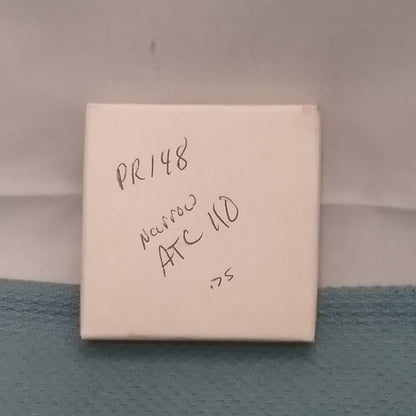 PR148
Narrow
ATC 110
.75